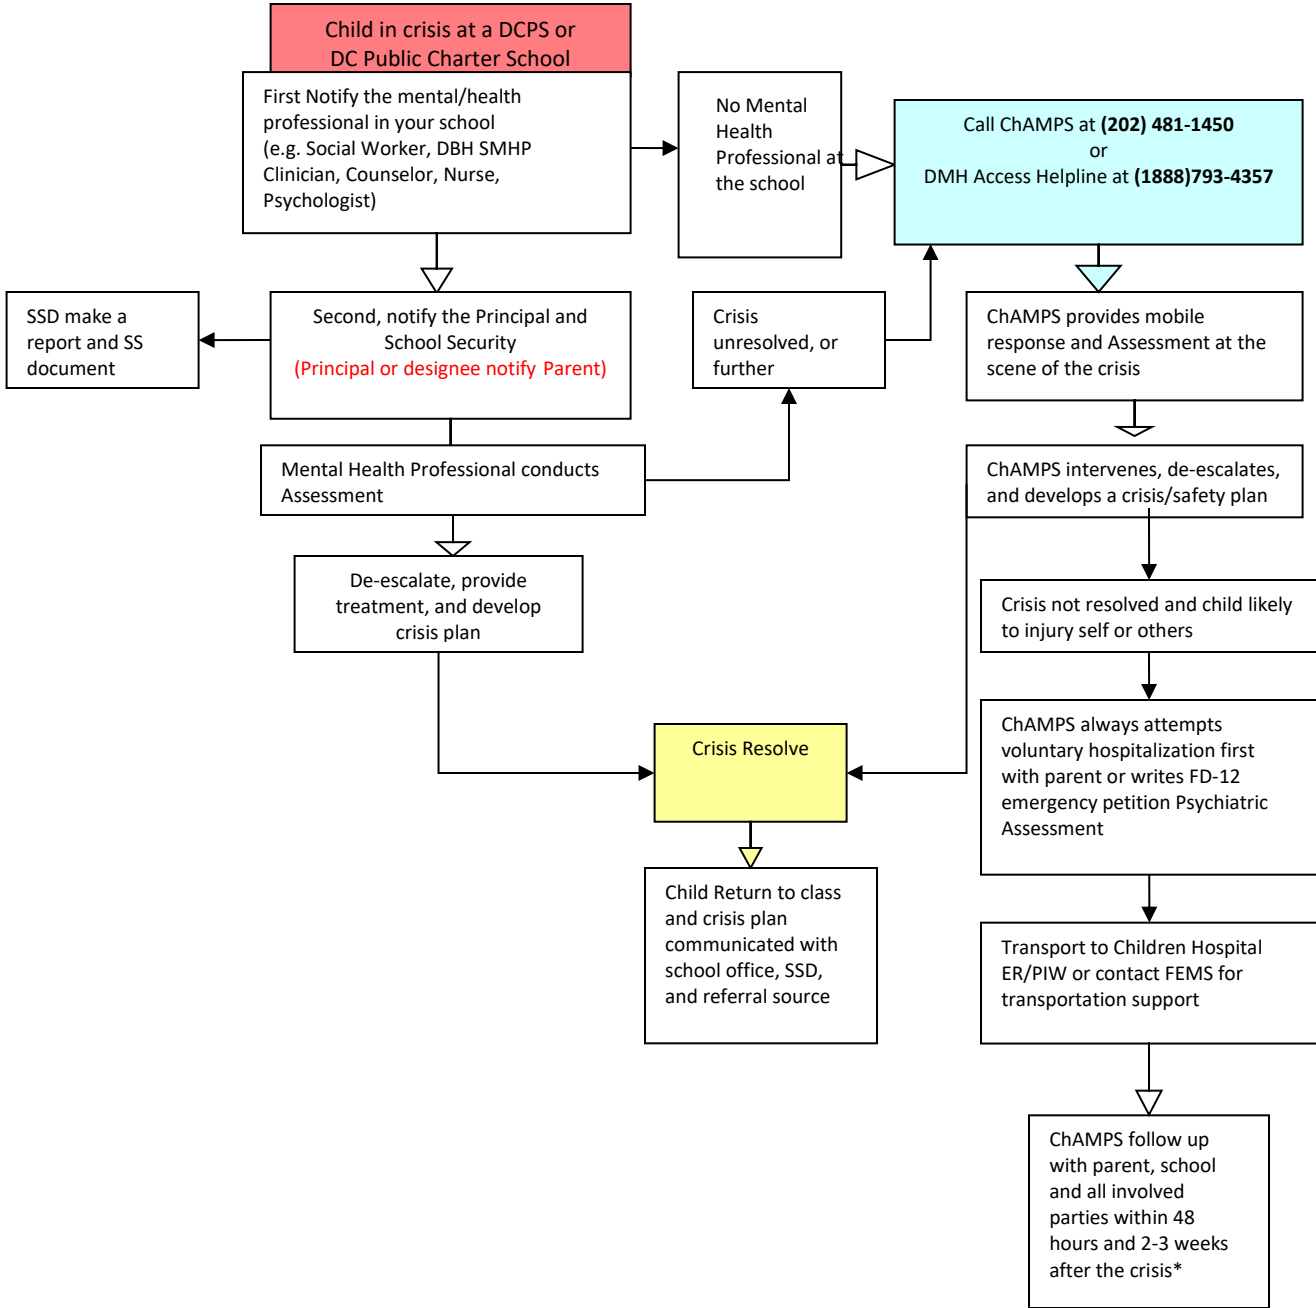 Child in crisis at a DCPS or
DC Public Charter School
First Notify the mental/health
professional in your school
(e.g. Social Worker, DBH SMHP
Clinician, Counselor, Nurse,
Psychologist)
No Mental
Health
Professional at
the school
Call ChAMPS at (202) 481-1450
or
DMH Access Helpline at (1888)793-4357
SSD make a
report and SS
document
Second, notify the Principal and
School Security
(Principal or designee notify Parent)
Crisis
unresolved, or
further
ChAMPS provides mobile
response and Assessment at the
scene of the crisis
Mental Health Professional conducts
Assessment
ChAMPS intervenes, de-escalates,
and develops a crisis/safety plan
De-escalate, provide
treatment, and develop
crisis plan
Crisis not resolved and child likely
to injury self or others
Crisis Resolve
ChAMPS always attempts
voluntary hospitalization first
with parent or writes FD-12
emergency petition Psychiatric
Assessment
Child Return to class
and crisis plan
communicated with
school office, SSD,
and referral source
Transport to Children Hospital
ER/PIW or contact FEMS for
transportation support
ChAMPS follow up
with parent, school
and all involved
parties within 48
hours and 2-3 weeks
after the crisis*